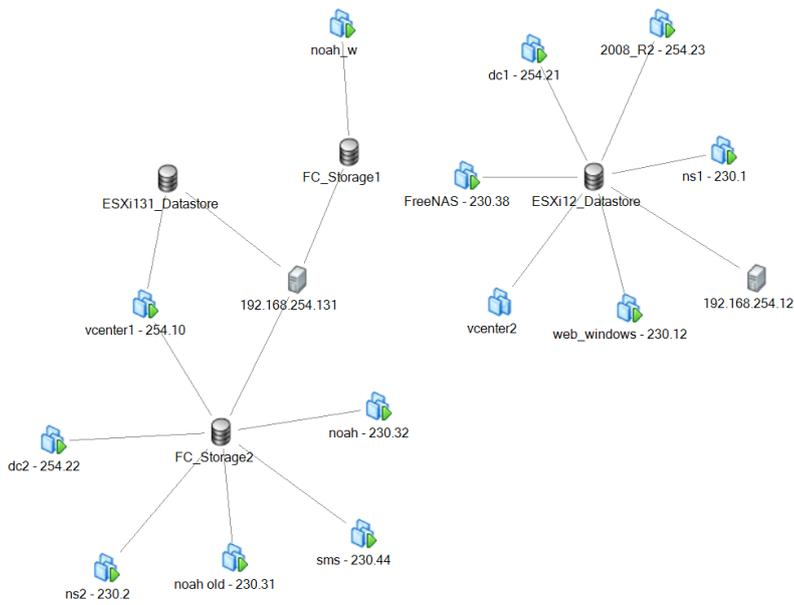 noah_w
2008_R2 - 254.23
dc1 - 254.21
FC_Storage1
ns1 - 230.1
ESXi131_Datastore
FreeNAS - 230.38
ESXi12_Datastore
192.168.254.131
192.168.254.12
vcenter1 - 254.10
vcenter2
web_windows - 230.12
noah - 230.32
FC_Storage2
dc2 - 254.22
sms - 230.44
noah old - 230.31
ns2 - 230.2